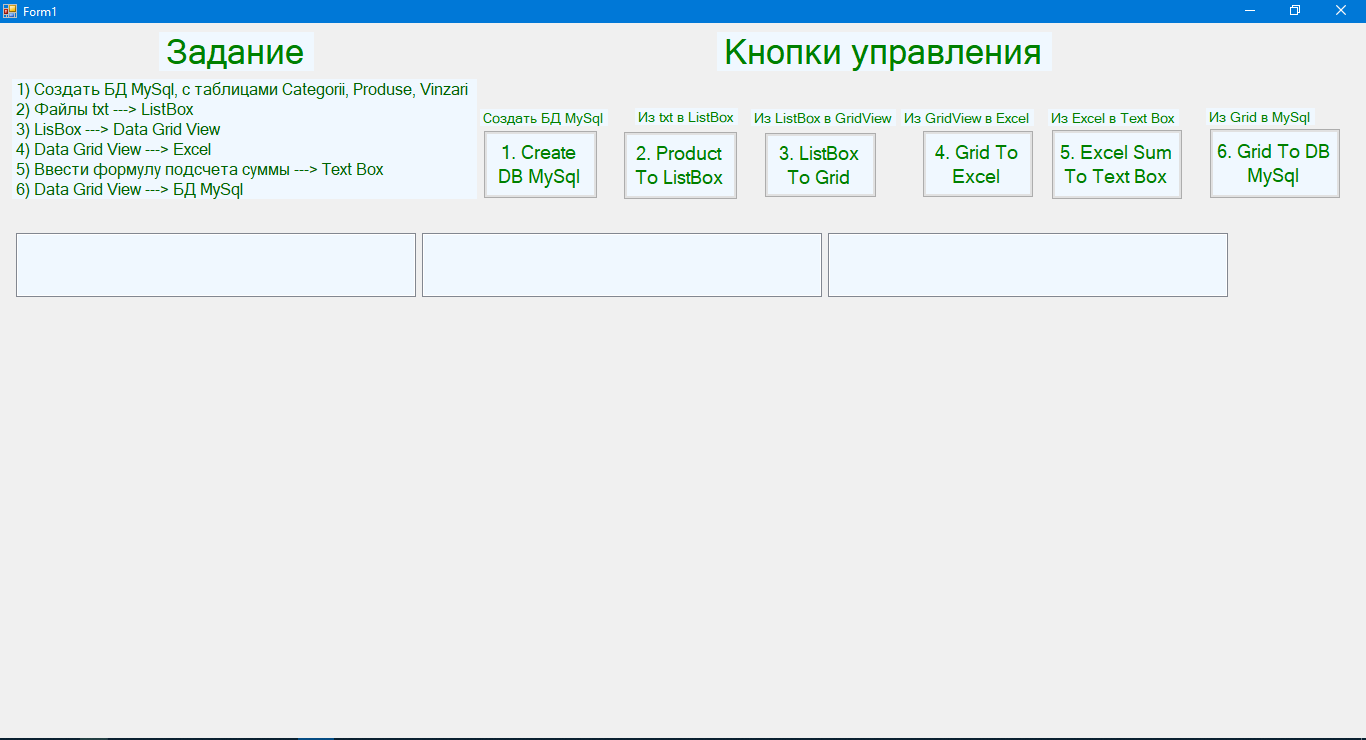 Form1
Задание
Кнопки управления
1) Создать БД MySql, с таблицами Categorii, Produse, Vinzari
2) Файлы txt ---> ListBox
3) LisBox ---> Data Grid View
4) Data Grid View ---> Excel
5) Ввести формулу подсчета суммы ---> Text Box
6) Data Grid View ---> БД MySql
Создать БД MySql
1. Create
DB MySql
Из txt в ListBox
2. Product
To ListBox
Из ListBox в GridView
3. ListBox
To Grid
Из GridView в Excel
4. Grid To
Excel
Из Excel в Text Box
5. Excel Sum
To Text Box
Из Grid в MySql
6. Grid To DB
MySql